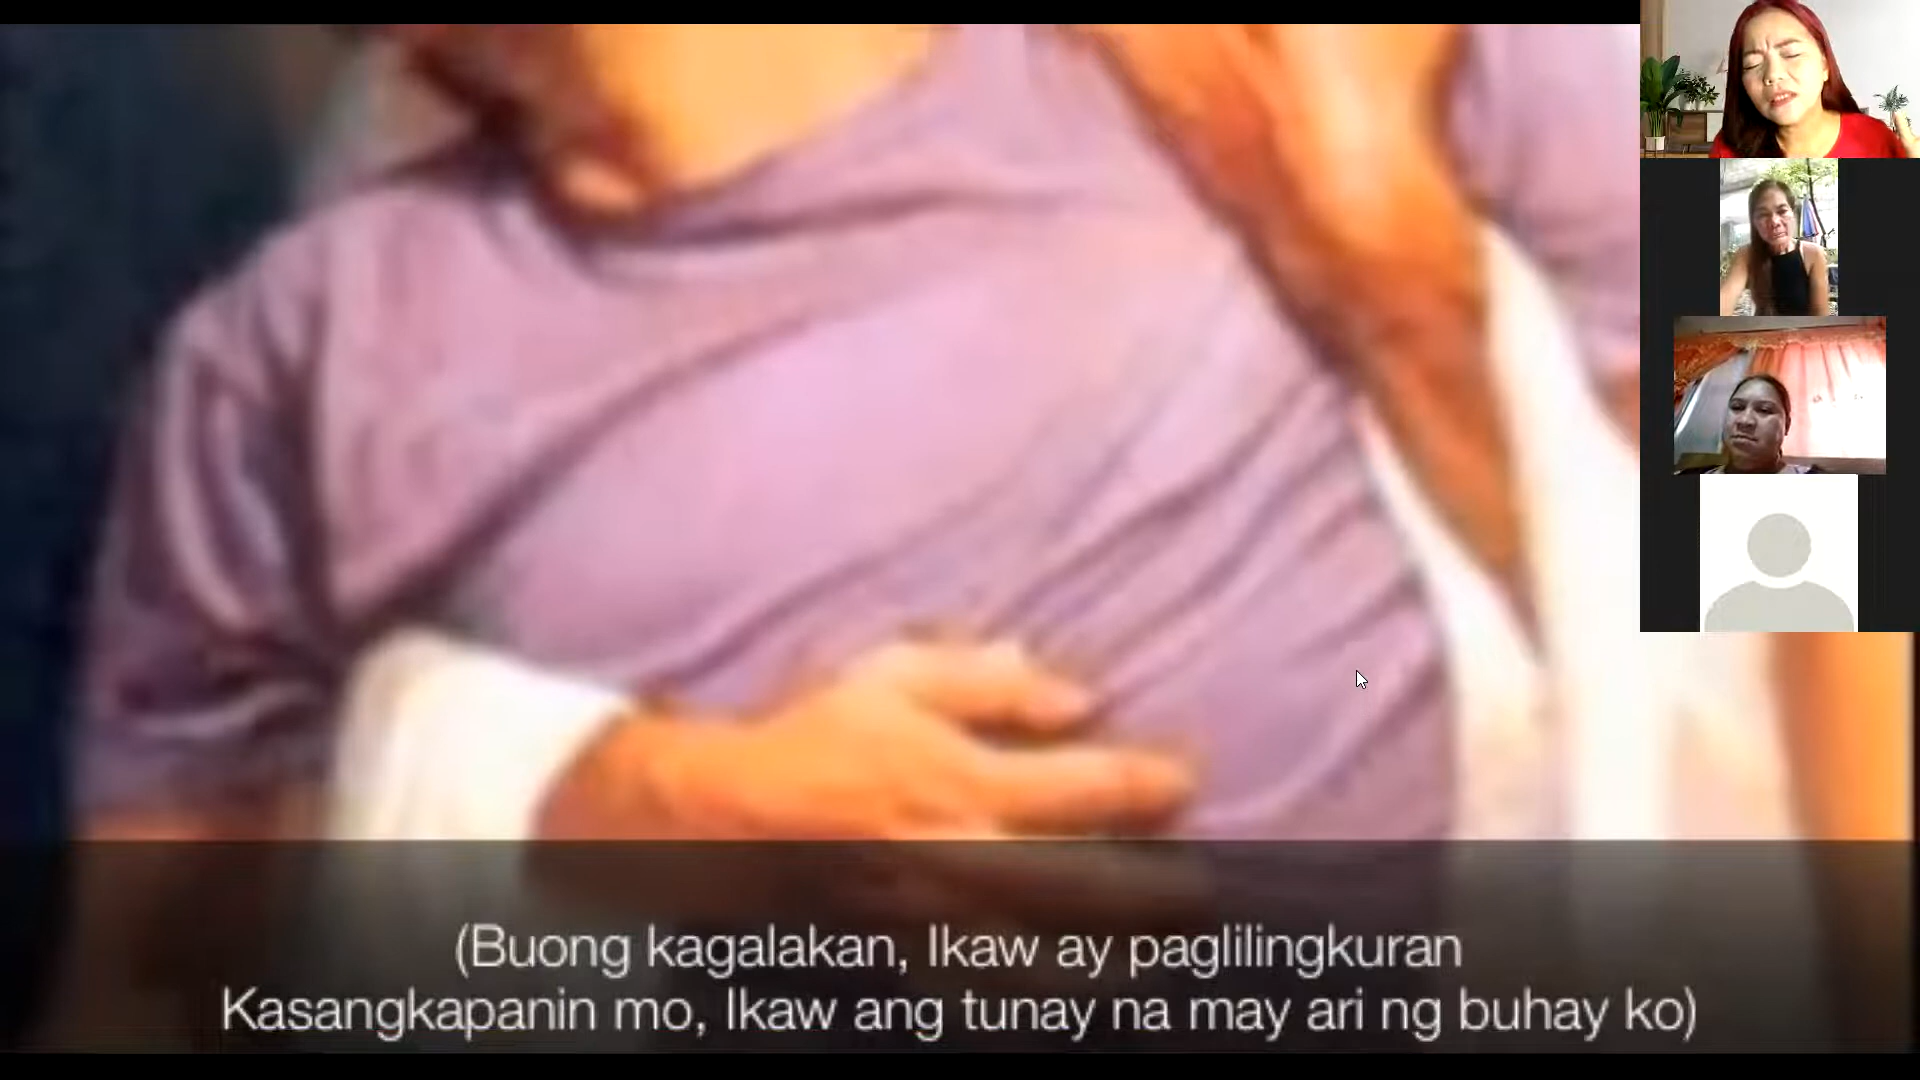 (Buong kagalakan, Ikaw ay paglilingkuran
Kasangkapanin mo, Ikaw ang tunay na may ari ng buhay ko)